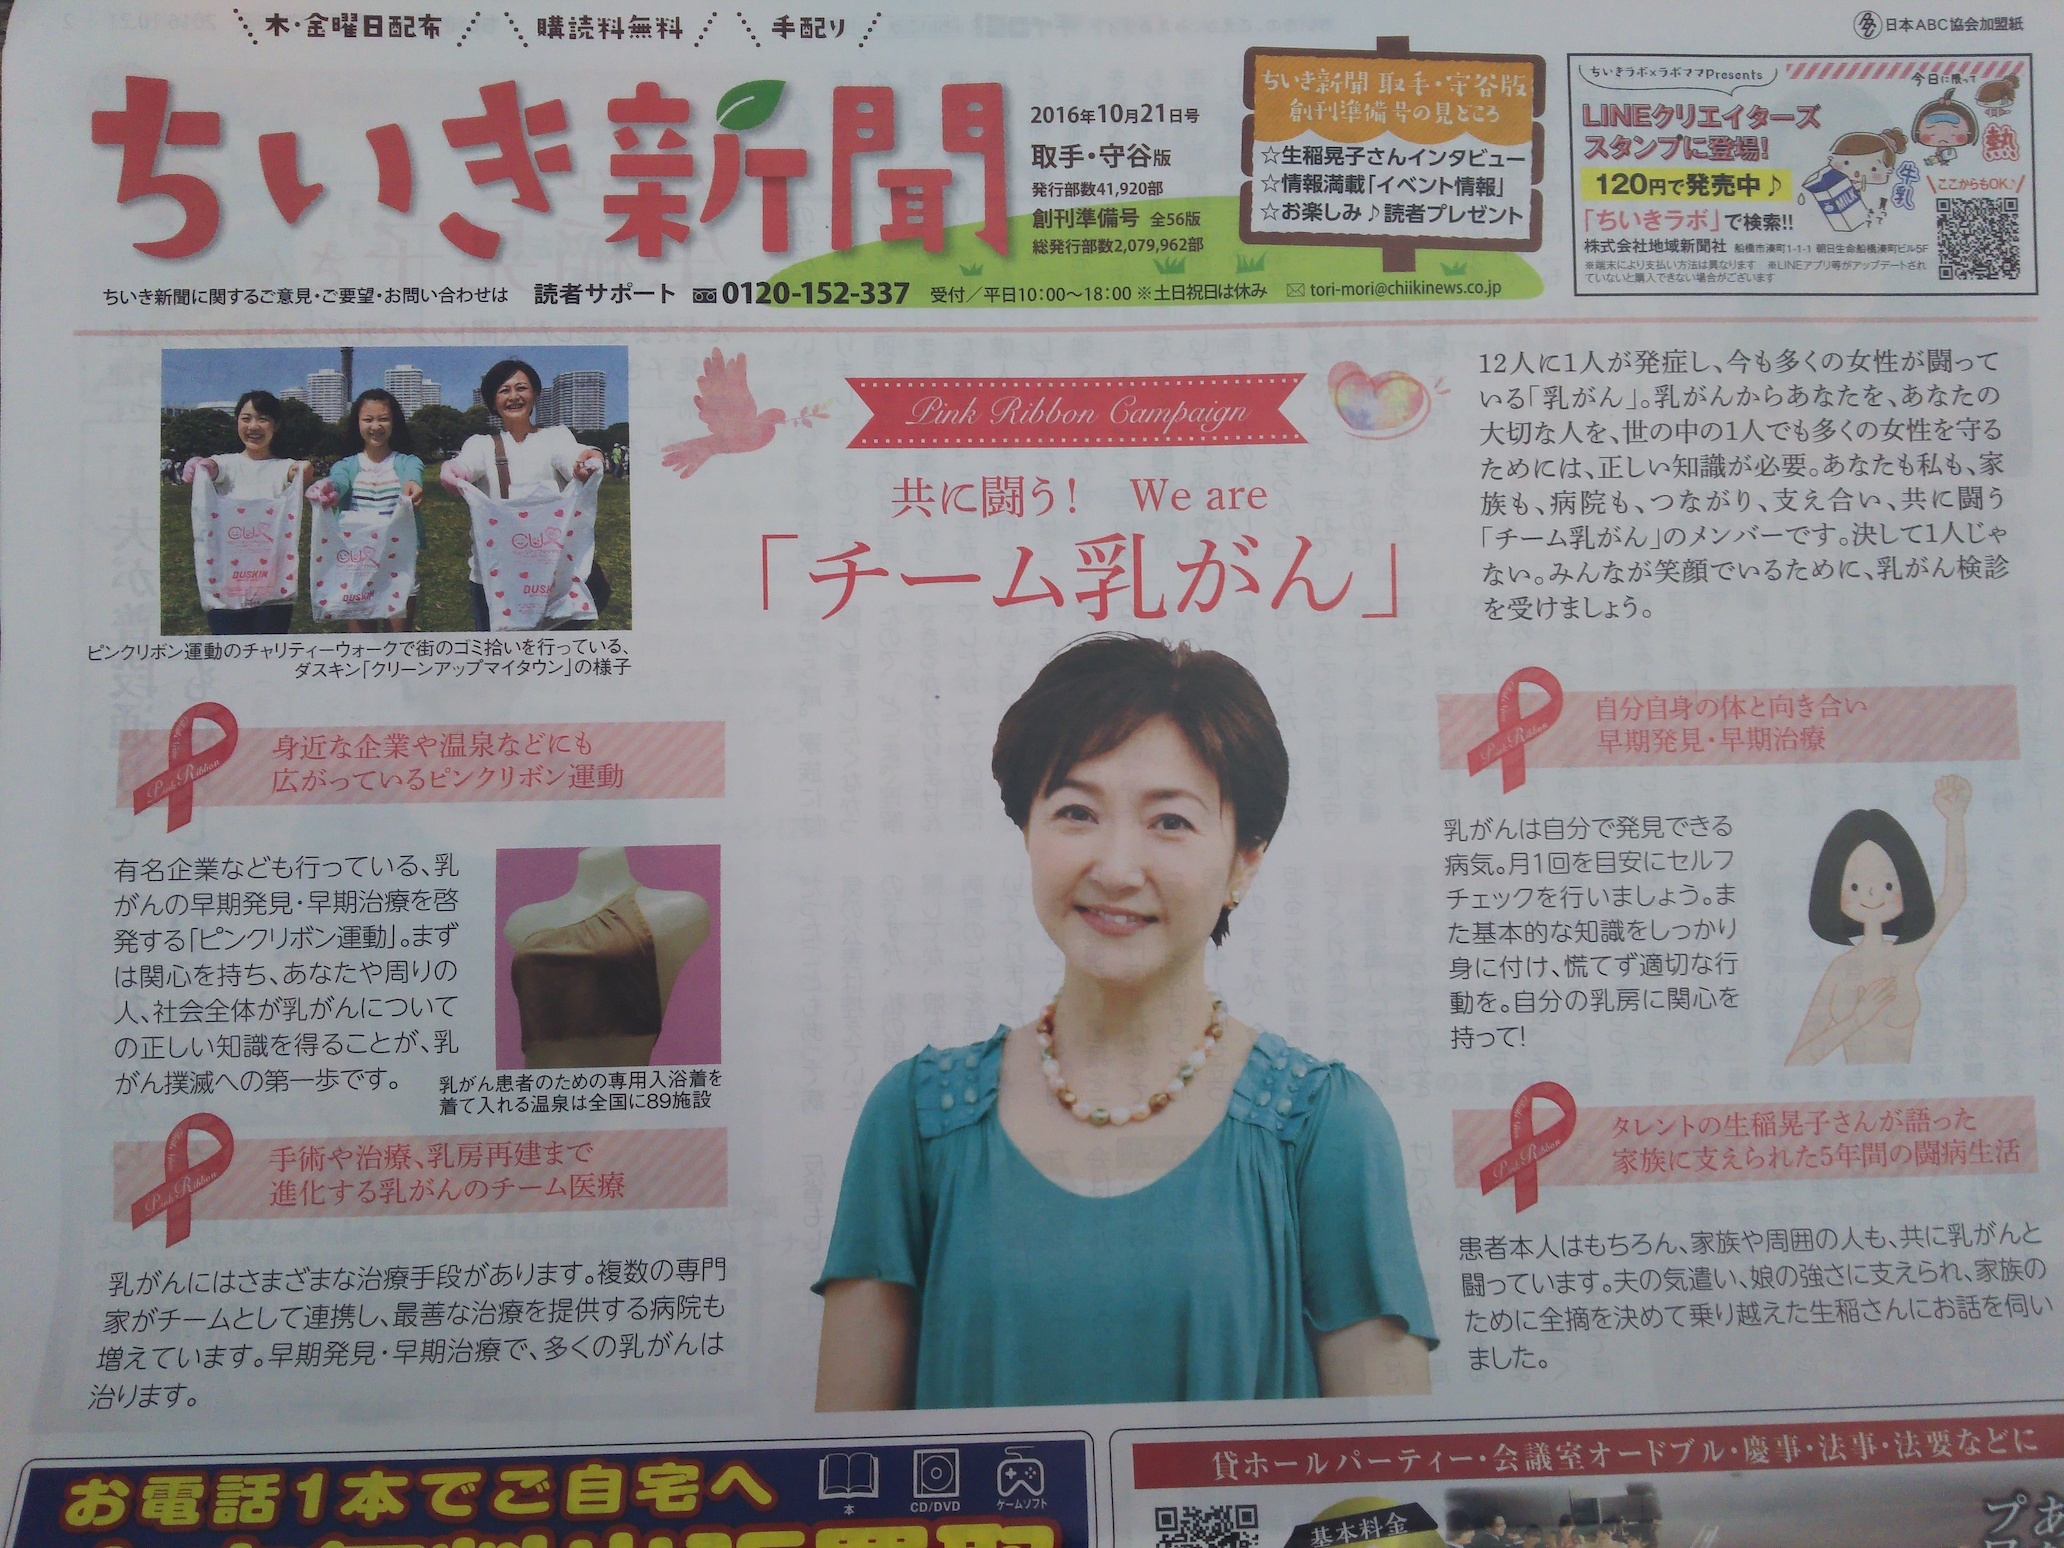 木・金曜日配布
購読料無料
手配り
日本ABC協会加盟紙
ちいき新聞
2016年10月21日号
取手・守谷版
発行部数41,920部
創刊準備号 全56版
総発行部数2,079,962部
ちいき新聞 取手・守谷版
創刊準備号の見どころ
☆生稲晃子さんインタビュー
☆情報満載「イベント情報」
☆お楽しみ♪読者プレゼント
ちいきラボ×ラボママPresents
LINEクリエイターズ
スタンプに登場!
120円で発売中♪
「ちいきラボ」で検索!!
今日に限って
熱
牛乳
買ってきて
MILK
ここからもOK♪
株式会社地域新聞社 船橋市湊町1-1-1 朝日生命船橋湊町ビル5F
※端末により支払い方法は異なります ※LINEアプリ等がアップデートされ
ていないと購入できない場合がございます
ちいき新聞に関するご意見・ご要望・お問い合わせは 読者サポート 0120-152-337 受付/平日10:00〜18:00 ※土日祝日は休み tori-mori@chiikinews.co.jp
DUSKIN
DUSKIN
DUSK
ピンクリボン運動のチャリティーウォークで街のゴミ拾いを行っている、
ダスキン「クリーンアップマイタウン」の様子
Pink Ribbon Campaign
共に闘う! We are
「チーム乳がん」
12人に1人が発症し、今も多くの女性が闘って
いる「乳がん」。乳がんからあなたを、あなたの
大切な人を、世の中の1人でも多くの女性を守る
ためには、正しい知識が必要。あなたも私も、家
族も、病院も、つながり、支え合い、共に闘う
「チーム乳がん」のメンバーです。決して1人じゃ
ない。みんなが笑顔でいるために、乳がん検診
を受けましょう。
Pink Ribbon
身近な企業や温泉などにも
広がっているピンクリボン運動
有名企業なども行っている、乳
がんの早期発見・早期治療を啓
発する「ピンクリボン運動」。まず
は関心を持ち、あなたや周りの
人、社会全体が乳がんについて
の正しい知識を得ることが、乳
がん撲滅への第一歩です。
乳がん患者のための専用入浴着を
着て入れる温泉は全国に89施設
Pink Ribbon
手術や治療、乳房再建まで
進化する乳がんのチーム医療
乳がんにはさまざまな治療手段があります。複数の専門
家がチームとして連携し、最善な治療を提供する病院も
増えています。早期発見・早期治療で、多くの乳がんは
治ります。
Pink Ribbon
自分自身の体と向き合い
早期発見・早期治療
乳がんは自分で発見できる
病気。月1回を目安にセルフ
チェックを行いましょう。ま
た基本的な知識をしっかり
身に付け、慌てず適切な行
動を。自分の乳房に関心を
持って!
Pink Ribbon
タレントの生稲晃子さんが語った
家族に支えられた5年間の闘病生活
患者本人はもちろん、家族や周囲の人も、共に乳がんと
闘っています。夫の気遣い、娘の強さに支えられ、家族の
ために全摘を決めて乗り越えた生稲さんにお話を伺い
ました。
お電話1本でご自宅へ
本
CD/DVD
ゲームソフト
貸ホールパーティー・会議室オードブル・慶事・法事・法要などに
基本料金